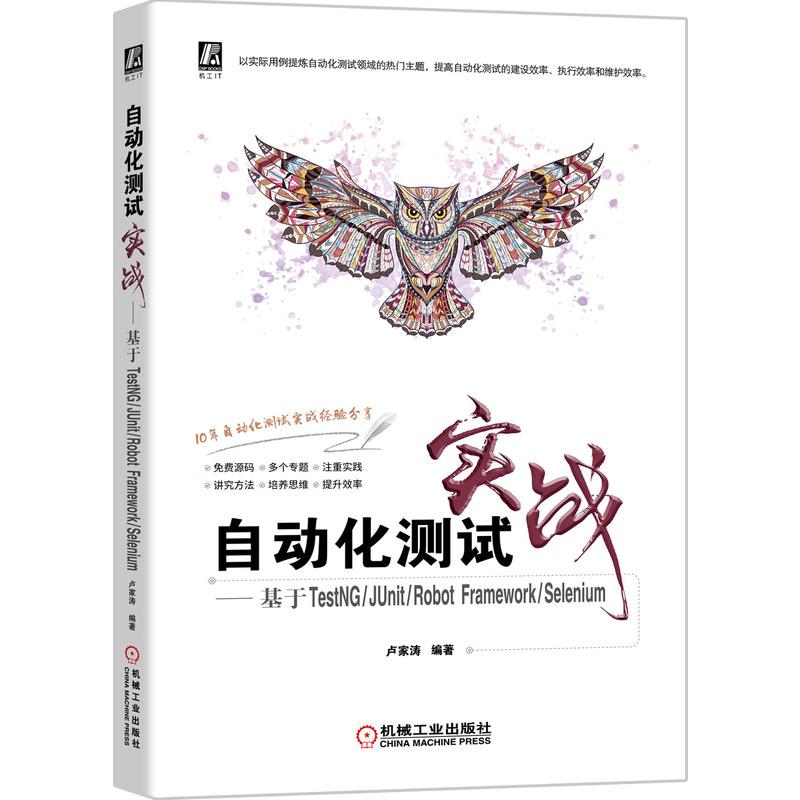 机工IT
自动化测试
实战
——基于TestNG/JUnit/Robot Framework/Selenium
卢家涛 编著
机械工业出版社
CHINA MACHINE PRESS
机工IT
以实际用例提炼自动化测试领域的热门主题，提高自动化测试的建设效率、执行效率和维护效率。
10年自动化测试实战经验分享
免费源码 多个专题 注重实践
讲究方法 培养思维 提升效率
自动化测试实战
——基于TestNG/JUnit/Robot Framework/Selenium
卢家涛 编著
机械工业出版社
CHINA MACHINE PRESS